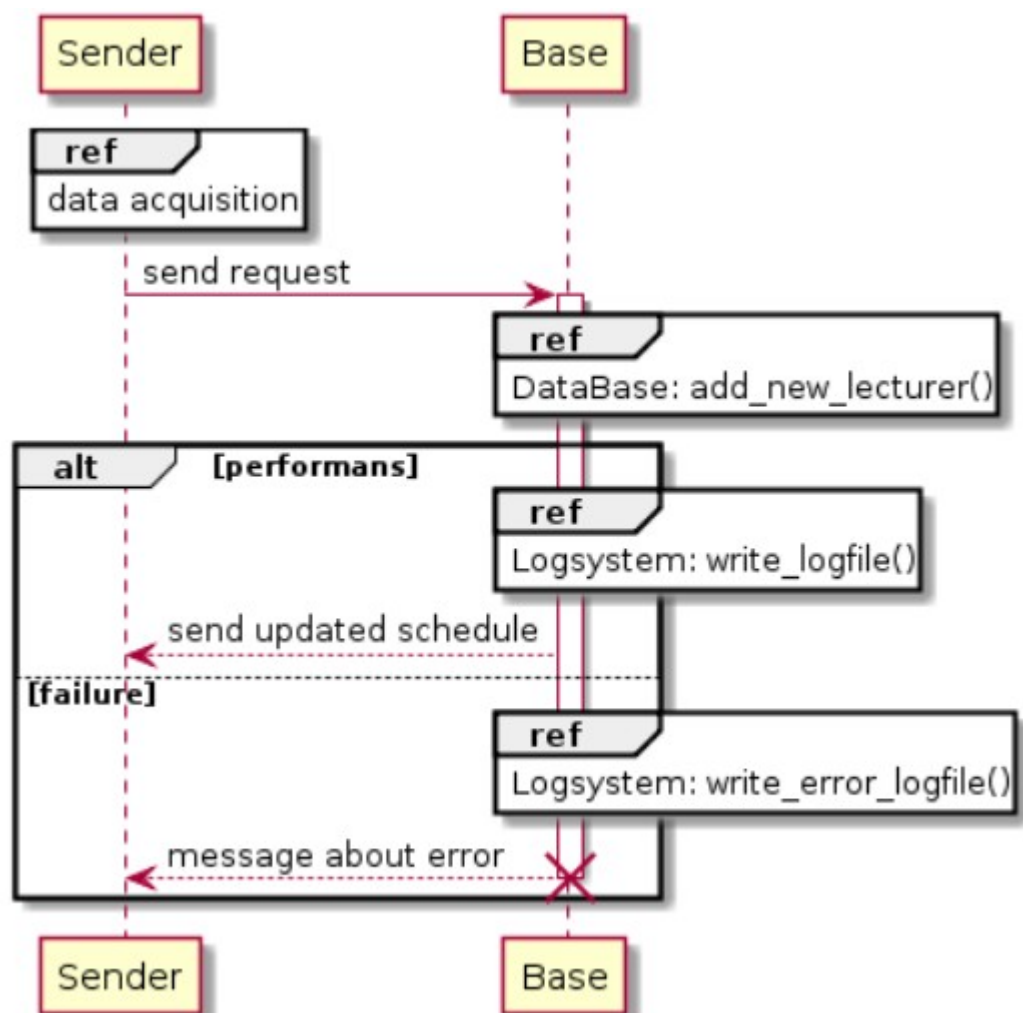 Sender Base
ref
data acquisition
send request
ref
DataBase: add_new_lecturer()
alt [performans]
ref
Logsystem: write_logfile()
send updated schedule
[failure]
ref
Logsystem: write_error_logfile()
message about error
Sender Base